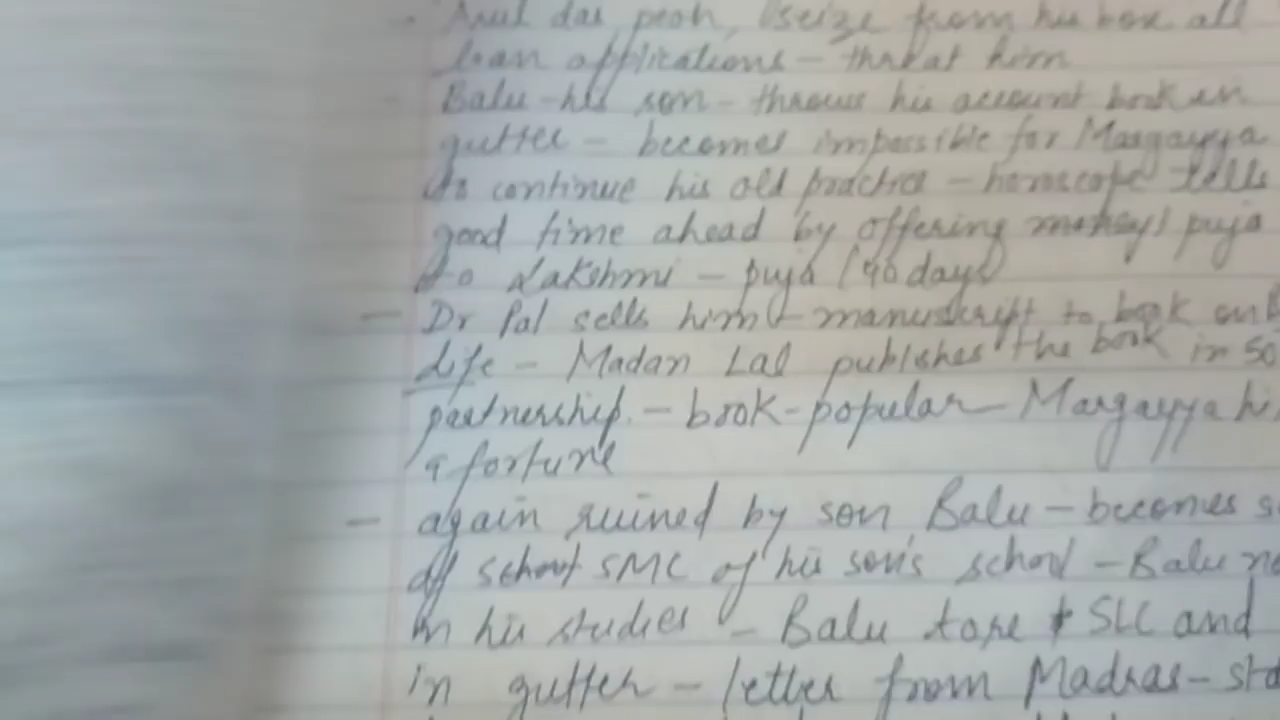 - Arul das peon, seize from his box all
loan applications - threat him
- Balu - his son - throws his account book in
gutter - becomes impossible for Margayya
to continue his old practice - horoscope tells
good time ahead by offering puja
to Lakshmi - puja (40 days)
- Dr Pal sells him manuscript to book
Life - Madan Lal publishes the book in 50
partnership. - book - popular - Margayya
a fortune
- again ruined by son Balu - becomes
of school SMC of his son's school - Balu
in his studies - Balu tore SLC and
in gutter - letter from Madras -